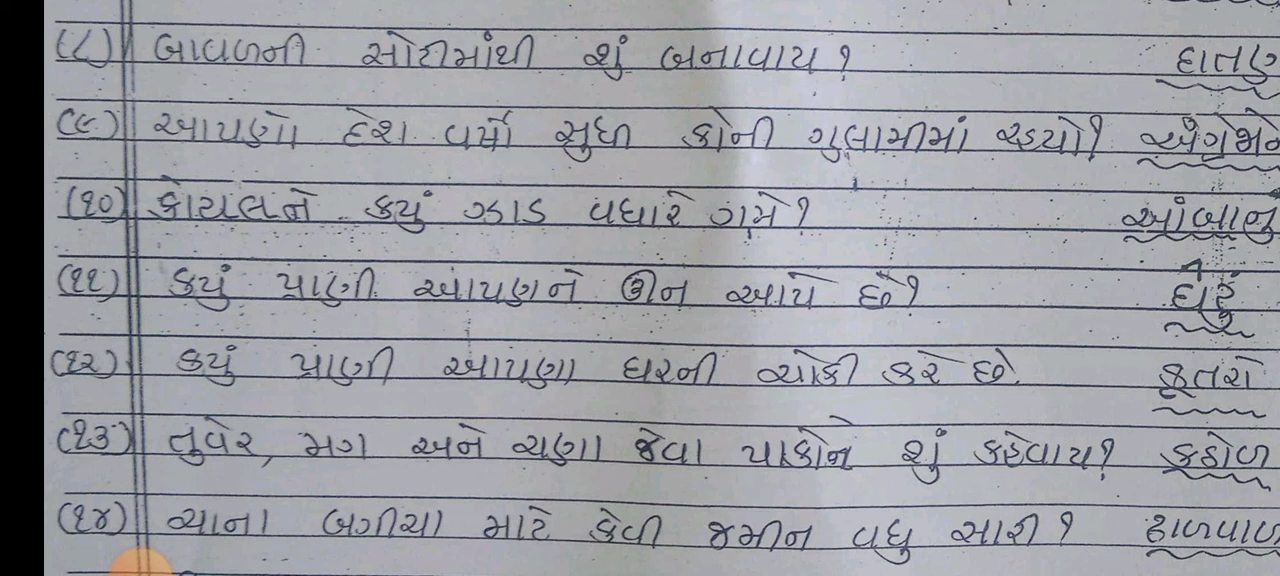 (૮) બાવળની સોટીમાંથી શું બનાવાય? દાતણ
(૯) આપણો દેશ વર્ષો સુધી કોની ગુલામીમાં રહ્યો? અંગ્રેજો
(૧૦) કોયલને કયું ઝાડ વધારે ગમે? આંબાનું
(૧૧) કયું પ્રાણી આપણને ઊન આપે છે? ઘેટું
(૧૨) કયું પ્રાણી આપણા ઘરની ચોકી કરે છે. કૂતરો
(૧૩) તુવેર, મગ અને ચણા જેવા પાકોને શું કહેવાય? કઠોળ
(૧૪) ચાના બગીચા માટે કેવી જમીન વધુ સારી?